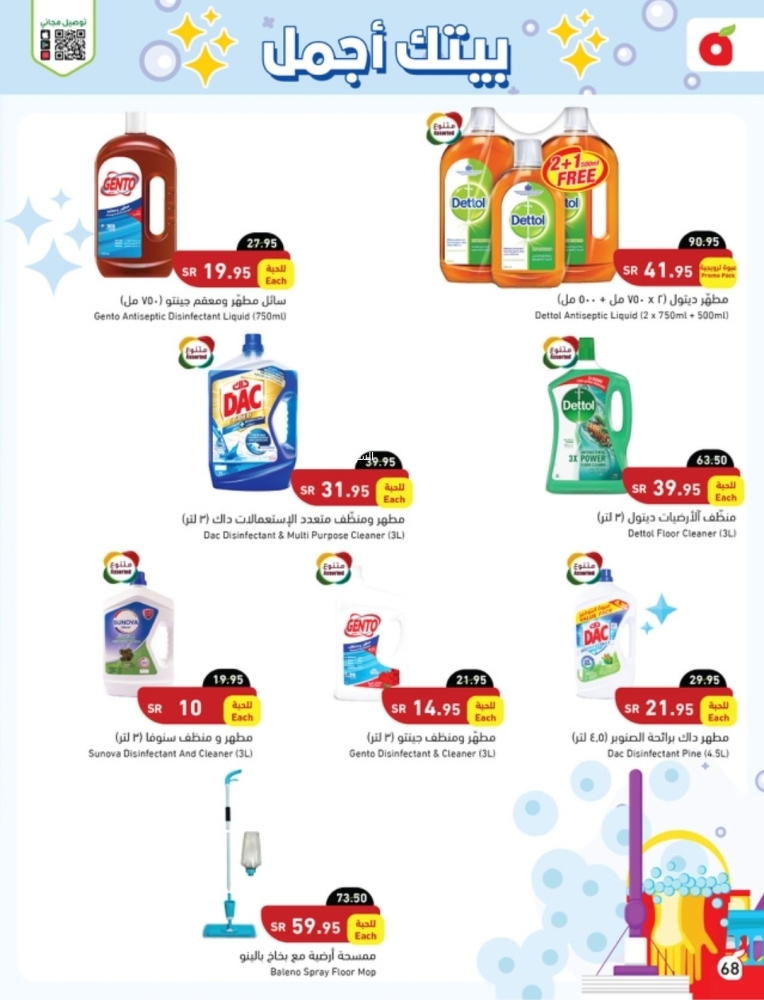 توصيل مجاني
بيتك أجمل
GENTO
27.95
SR 19.95
للحبة
Each
سائل مطهّر ومعقم جينتو (٧٥٠ مل)
Gento Antiseptic Disinfectant Liquid (750ml)
متنوع
Assorted
Dettol
Dettol
2+1 500ml
FREE
90.95
SR 41.95
عبوة ترويجية
Promo Pack
مطهّر ديتول (٢ x ٧٥٠ مل + ٥٠٠ مل)
Dettol Antiseptic Liquid (2 x 750ml + 500ml)
متنوع
Assorted
DAC
39.95
SR 31.95
للحبة
Each
مطهر ومنظّف متعدد الإستعمالات داك (٣ لتر)
Dac Disinfectant & Multi Purpose Cleaner (3L)
متنوع
Assorted
Dettol
3X POWER
FLOOR CLEANER
63.50
SR 39.95
للحبة
Each
منظّف الأرضيات ديتول (٣ لتر)
Dettol Floor Cleaner (3L)
متنوع
Assorted
SUNOVA
19.95
SR 10
للحبة
Each
مطهر و منظف سنوفا (٣ لتر)
Sunova Disinfectant And Cleaner (3L)
متنوع
Assorted
GENTO
21.95
SR 14.95
للحبة
Each
مطهّر ومنظف جينتو (٣ لتر)
Gento Disinfectant & Cleaner (3L)
متنوع
Assorted
VALUE PACK
DAC
29.95
SR 21.95
للحبة
Each
مطهر داك برائحة الصنوبر (٤,٥ لتر)
Dac Disinfectant Pine (4.5L)
73.50
SR 59.95
للحبة
Each
ممسحة أرضية مع بخاخ بالينو
Baleno Spray Floor Mop
68